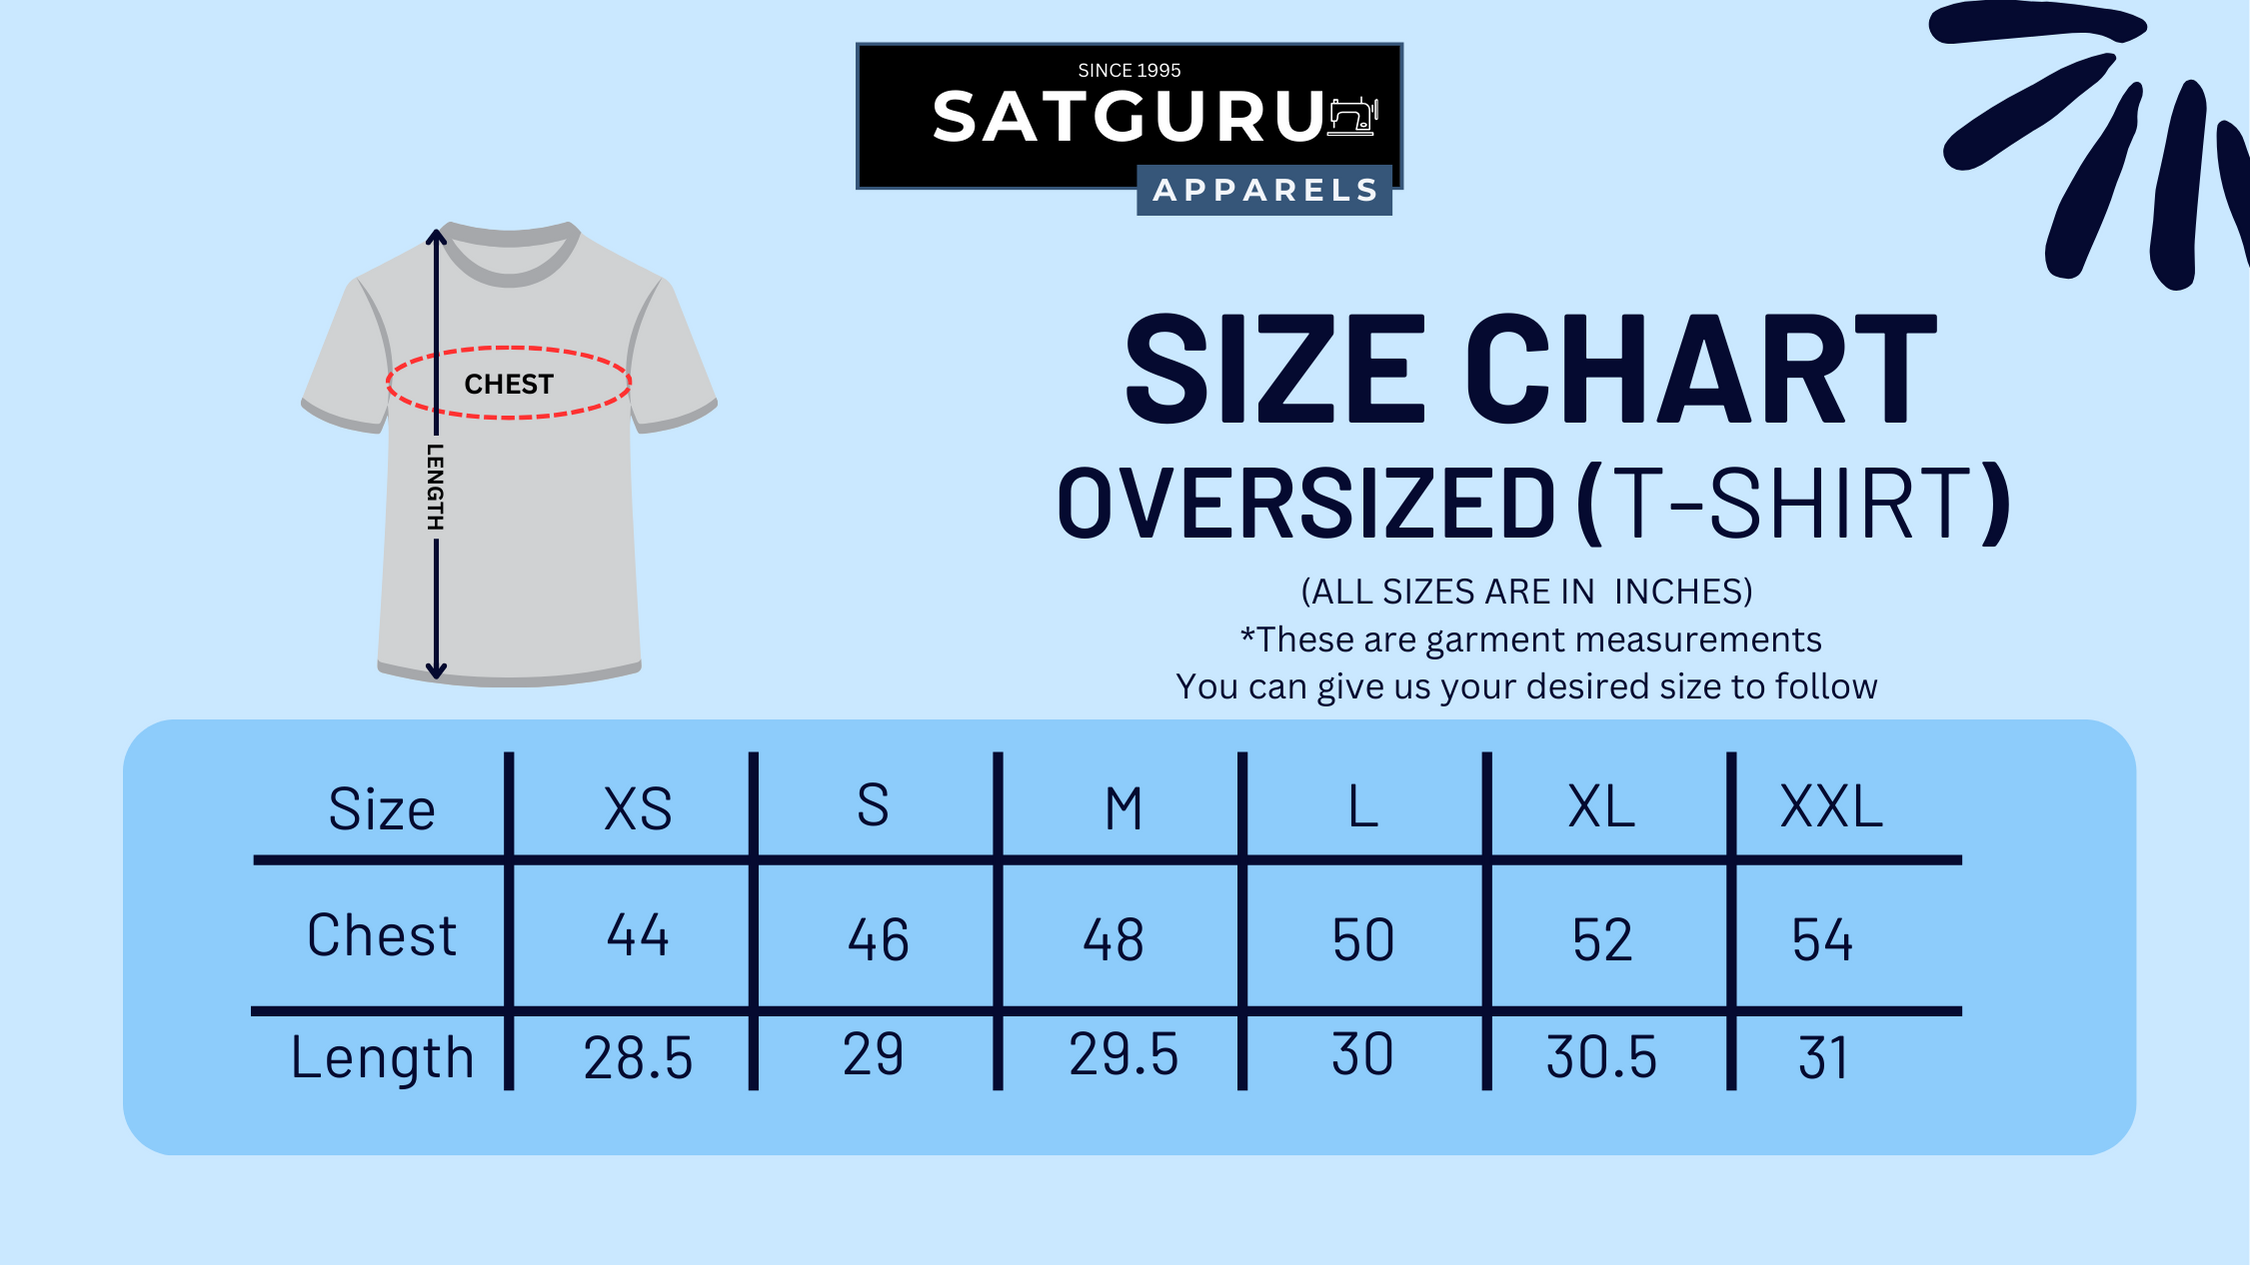 SINCE 1995
SATGURU
APPARELS
CHEST
LENGTH
SIZE CHART
OVERSIZED (T-SHIRT)
(ALL SIZES ARE IN INCHES)
*These are garment measurements
You can give us your desired size to follow
Size XS S M L XL XXL
Chest 44 46 48 50 52 54
Length 28.5 29 29.5 30 30.5 31